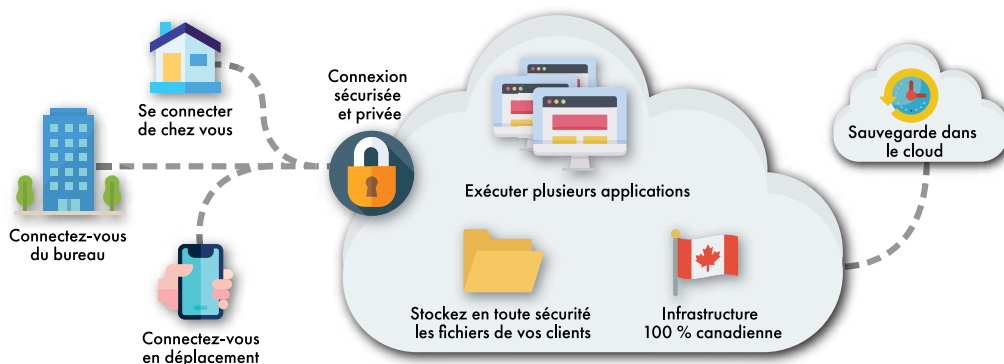 Se connecter
de chez vous
Connectez-vous
du bureau
Connectez-vous
en déplacement
Connexion
sécurisée
et privée
Exécuter plusieurs applications
Stockez en toute sécurité
les fichiers de vos clients
Infrastructure
100 % canadienne
Sauvegarde dans
le cloud